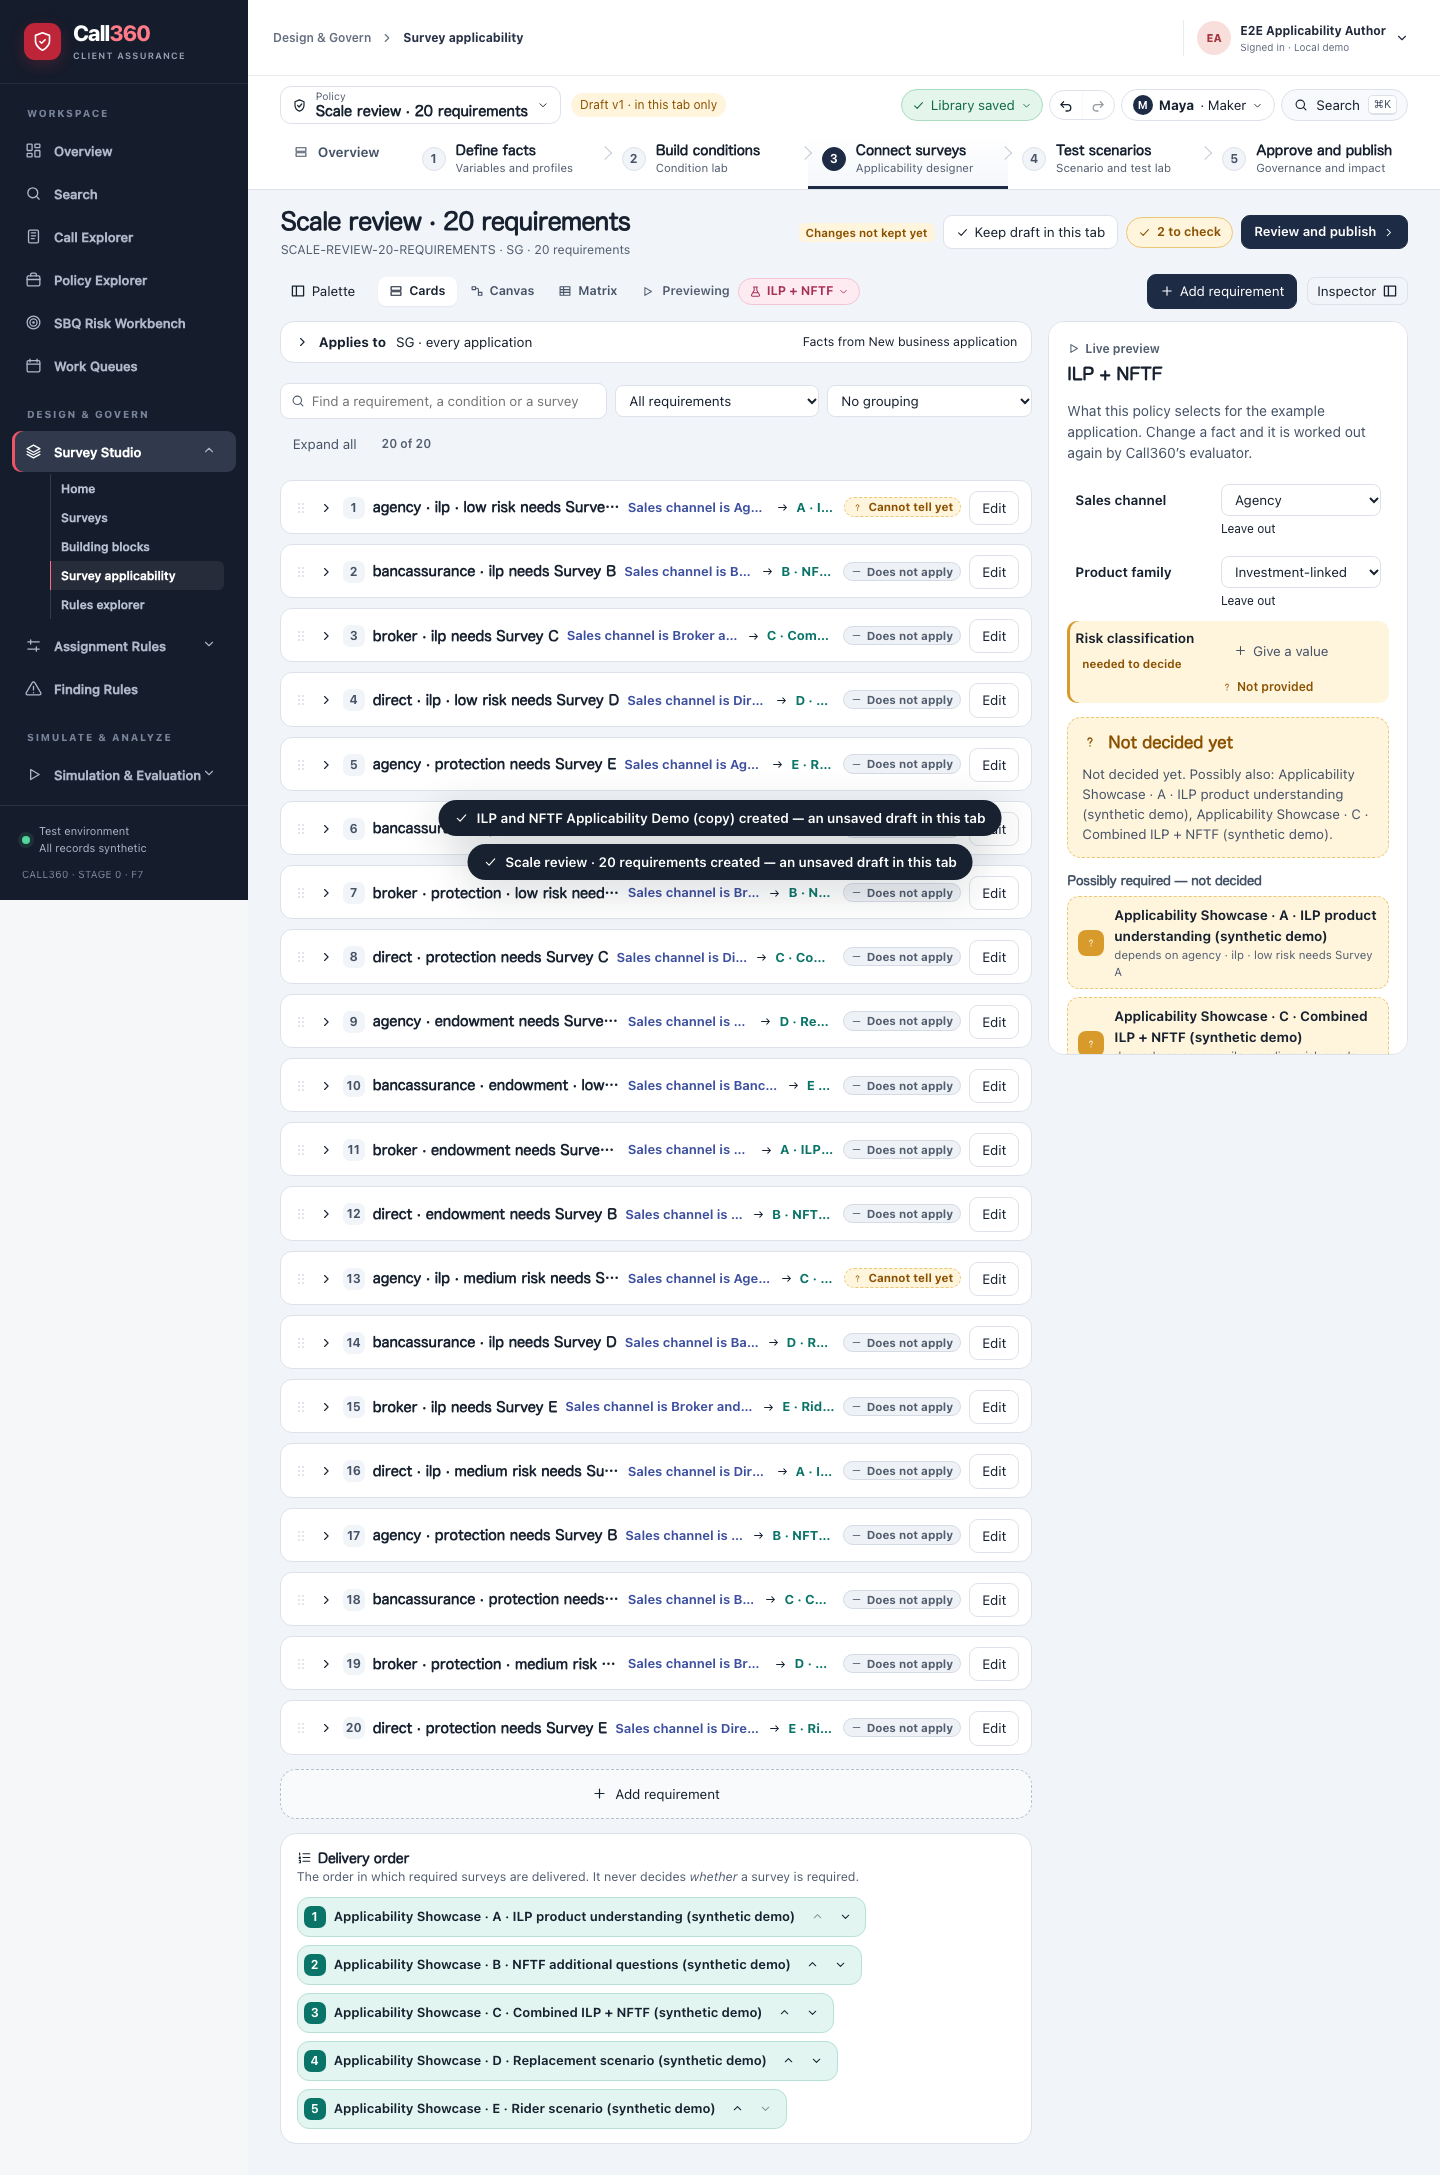 Call360
CLIENT ASSURANCE
WORKSPACE
Overview
Search
Call Explorer
Policy Explorer
SBQ Risk Workbench
Work Queues
DESIGN & GOVERN
Survey Studio
Home
Surveys
Building blocks
Survey applicability
Rules explorer
Assignment Rules
Finding Rules
SIMULATE & ANALYZE
Simulation & Evaluation
Test environment
All records synthetic
CALL360 · STAGE 0 · F7
Design & Govern > Survey applicability
EA
E2E Applicability Author
Signed in · Local demo
Policy
Scale review · 20 requirements
Draft v1 · in this tab only
Library saved
M Maya · Maker
Search ⌘K
Overview
1 Define facts
Variables and profiles
2 Build conditions
Condition lab
3 Connect surveys
Applicability designer
4 Test scenarios
Scenario and test lab
5 Approve and publish
Governance and impact
Scale review · 20 requirements
SCALE-REVIEW-20-REQUIREMENTS · SG · 20 requirements
Changes not kept yet
Keep draft in this tab
2 to check
Review and publish
Palette
Cards
Canvas
Matrix
Previewing
ILP + NFTF
Add requirement
Inspector
Applies to SG · every application
Facts from New business application
Find a requirement, a condition or a survey
All requirements
No grouping
Expand all
20 of 20
1 agency · ilp · low risk needs Surve··· Sales channel is Ag... → A · I... ? Cannot tell yet Edit
2 bancassurance · ilp needs Survey B Sales channel is B... → B · NF... – Does not apply Edit
3 broker · ilp needs Survey C Sales channel is Broker a... → C · Com... – Does not apply Edit
4 direct · ilp · low risk needs Survey D Sales channel is Dir... → D · ... – Does not apply Edit
5 agency · protection needs Survey E Sales channel is Ag... → E · R... – Does not apply Edit
6
ILP and NFTF Applicability Demo (copy) created — an unsaved draft in this tab
Scale review · 20 requirements created — an unsaved draft in this tab
7 broker · protection · low risk need··· Sales channel is Br... → B · N... – Does not apply Edit
8 direct · protection needs Survey C Sales channel is Di... → C · Co... – Does not apply Edit
9 agency · endowment needs Surve··· Sales channel is ... → D · Re... – Does not apply Edit
10 bancassurance · endowment · low··· Sales channel is Banc... → E ... – Does not apply Edit
11 broker · endowment needs Surve··· Sales channel is ... → A · ILP... – Does not apply Edit
12 direct · endowment needs Survey B Sales channel is ... → B · NFT... – Does not apply Edit
13 agency · ilp · medium risk needs S··· Sales channel is Age... → C · ... ? Cannot tell yet Edit
14 bancassurance · ilp needs Survey D Sales channel is Ba... → D · R... – Does not apply Edit
15 broker · ilp needs Survey E Sales channel is Broker and... → E · Rid... – Does not apply Edit
16 direct · ilp · medium risk needs Su··· Sales channel is Dir... → A · I... – Does not apply Edit
17 agency · protection needs Survey B Sales channel is ... → B · NFT... – Does not apply Edit
18 bancassurance · protection needs··· Sales channel is B... → C · C... – Does not apply Edit
19 broker · protection · medium risk ··· Sales channel is Br... → D · ... – Does not apply Edit
20 direct · protection needs Survey E Sales channel is Dire... → E · Ri... – Does not apply Edit
Add requirement
Delivery order
The order in which required surveys are delivered. It never decides whether a survey is required.
1 Applicability Showcase · A · ILP product understanding (synthetic demo)
2 Applicability Showcase · B · NFTF additional questions (synthetic demo)
3 Applicability Showcase · C · Combined ILP + NFTF (synthetic demo)
4 Applicability Showcase · D · Replacement scenario (synthetic demo)
5 Applicability Showcase · E · Rider scenario (synthetic demo)
Live preview
ILP + NFTF
What this policy selects for the example
application. Change a fact and it is worked out
again by Call360's evaluator.
Sales channel
Agency
Leave out
Product family
Investment-linked
Leave out
Risk classification
needed to decide
+ Give a value
? Not provided
? Not decided yet
Not decided yet. Possibly also: Applicability
Showcase · A · ILP product understanding
(synthetic demo), Applicability Showcase · C ·
Combined ILP + NFTF (synthetic demo).
Possibly required — not decided
Applicability Showcase · A · ILP product
understanding (synthetic demo)
depends on agency · ilp · low risk needs Survey
A
Applicability Showcase · C · Combined
ILP + NFTF (synthetic demo)